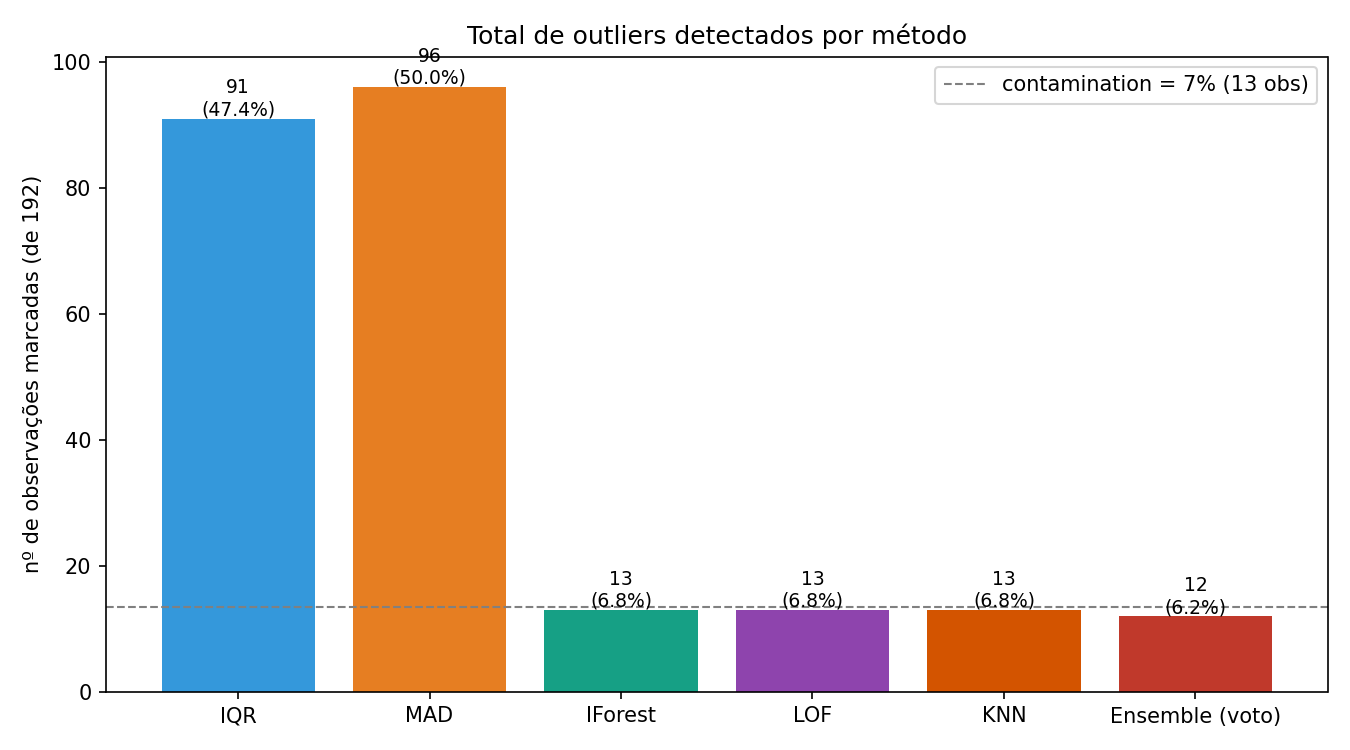 Total de outliers detectados por método
nº de observações marcadas (de 192)
100
80
60
40
20
0
contamination = 7% (13 obs)
91
(47.4%)
96
(50.0%)
13
(6.8%)
13
(6.8%)
13
(6.8%)
12
(6.2%)
IQR
MAD
IForest
LOF
KNN
Ensemble (voto)